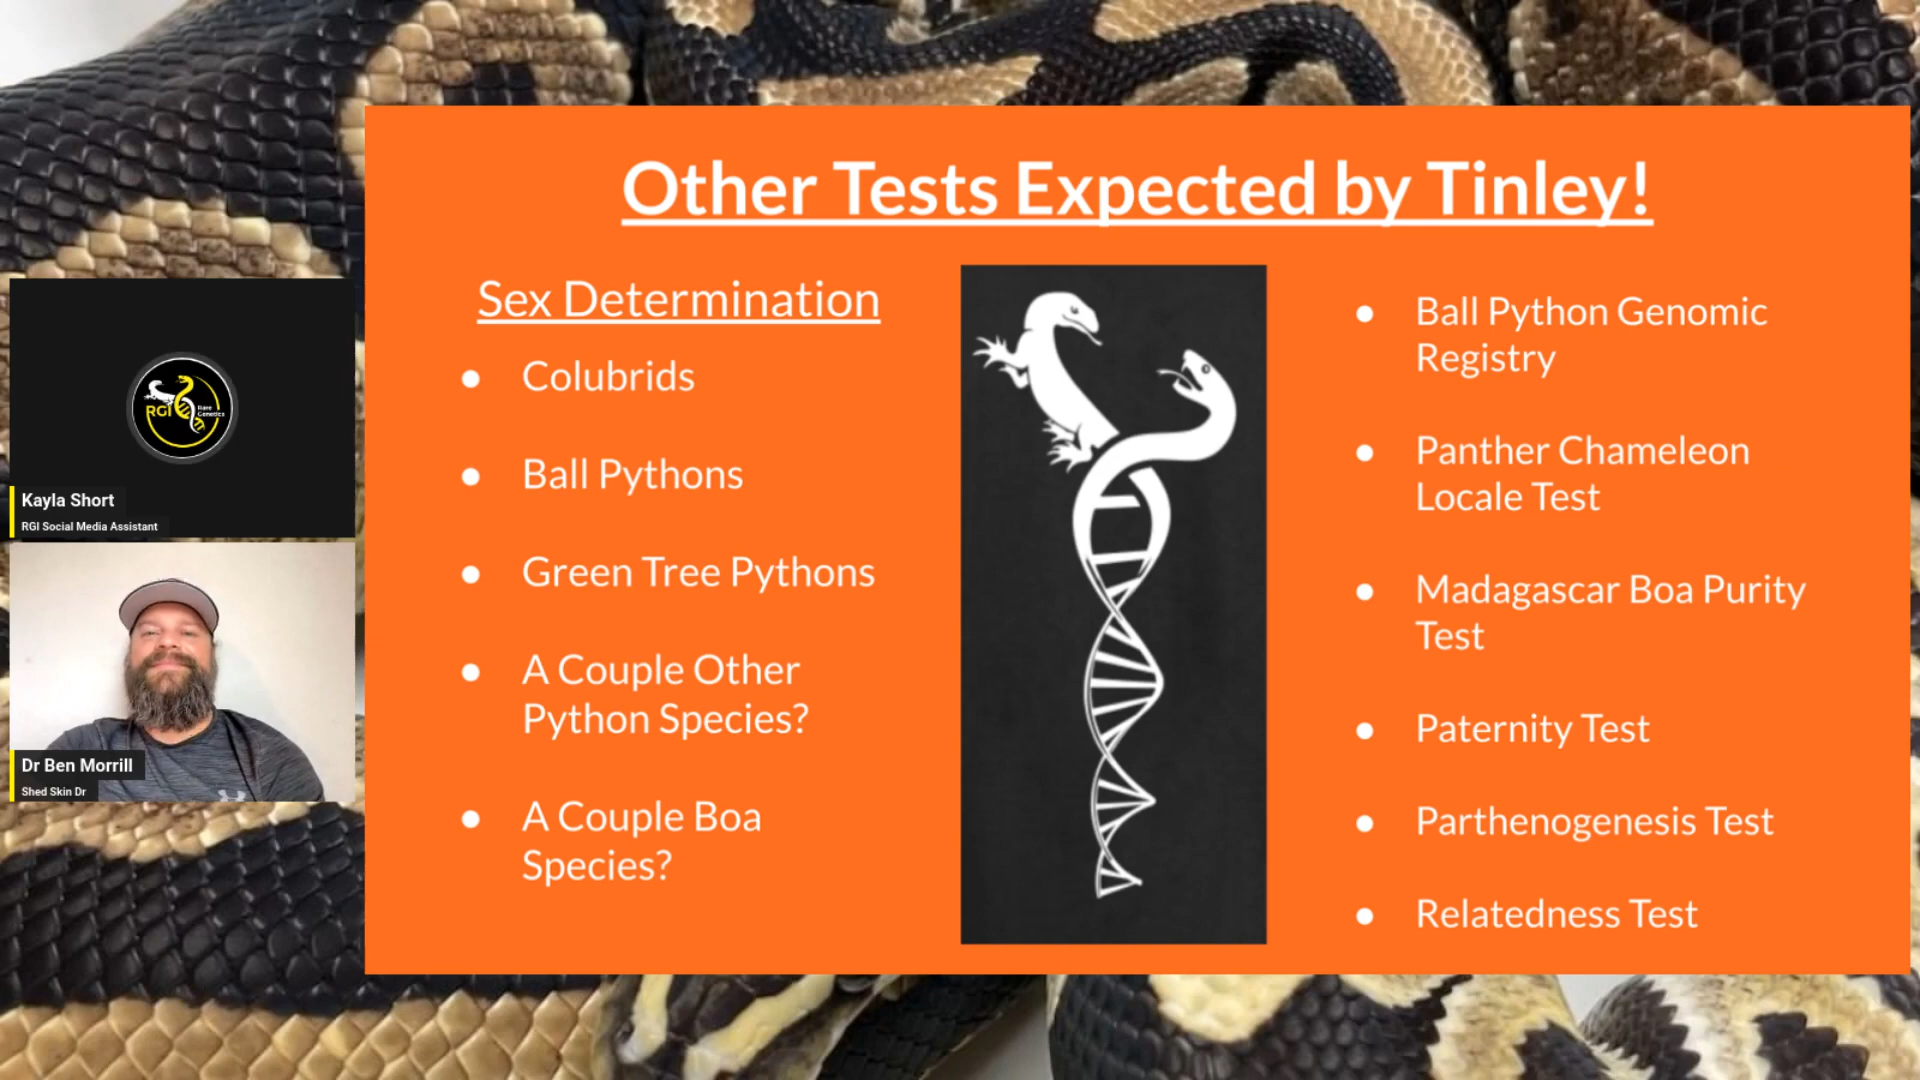 Other Tests Expected by Tinley!
Sex Determination
Colubrids
Ball Pythons
Green Tree Pythons
A Couple Other
Python Species?
A Couple Boa
Species?
Ball Python Genomic
Registry
Panther Chameleon
Locale Test
Madagascar Boa Purity
Test
Paternity Test
Parthenogenesis Test
Relatedness Test
RGI
Rare
Genetics
Kayla Short
RGI Social Media Assistant
Dr Ben Morrill
Shed Skin Dr